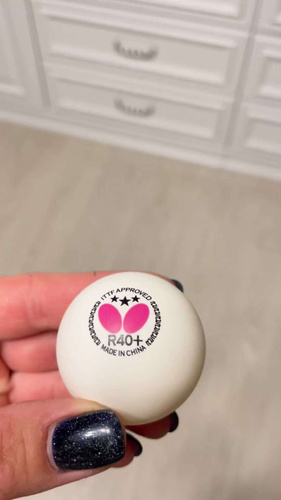 ITTF APPROVED
★★★
R40+
MADE IN CHINA